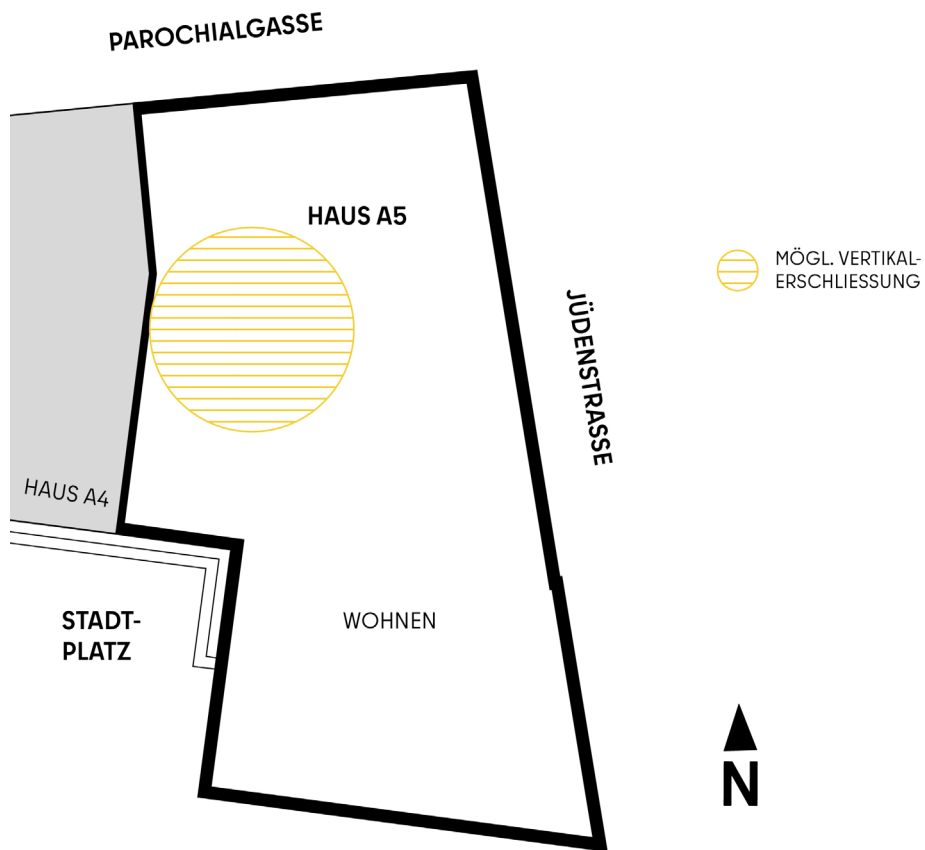 PAROCHIALGASSE
HAUS A5
MÖGL. VERTIKAL-
ERSCHLIESSUNG
JÜDENSTRASSE
HAUS A4
STADT-
PLATZ
WOHNEN
N